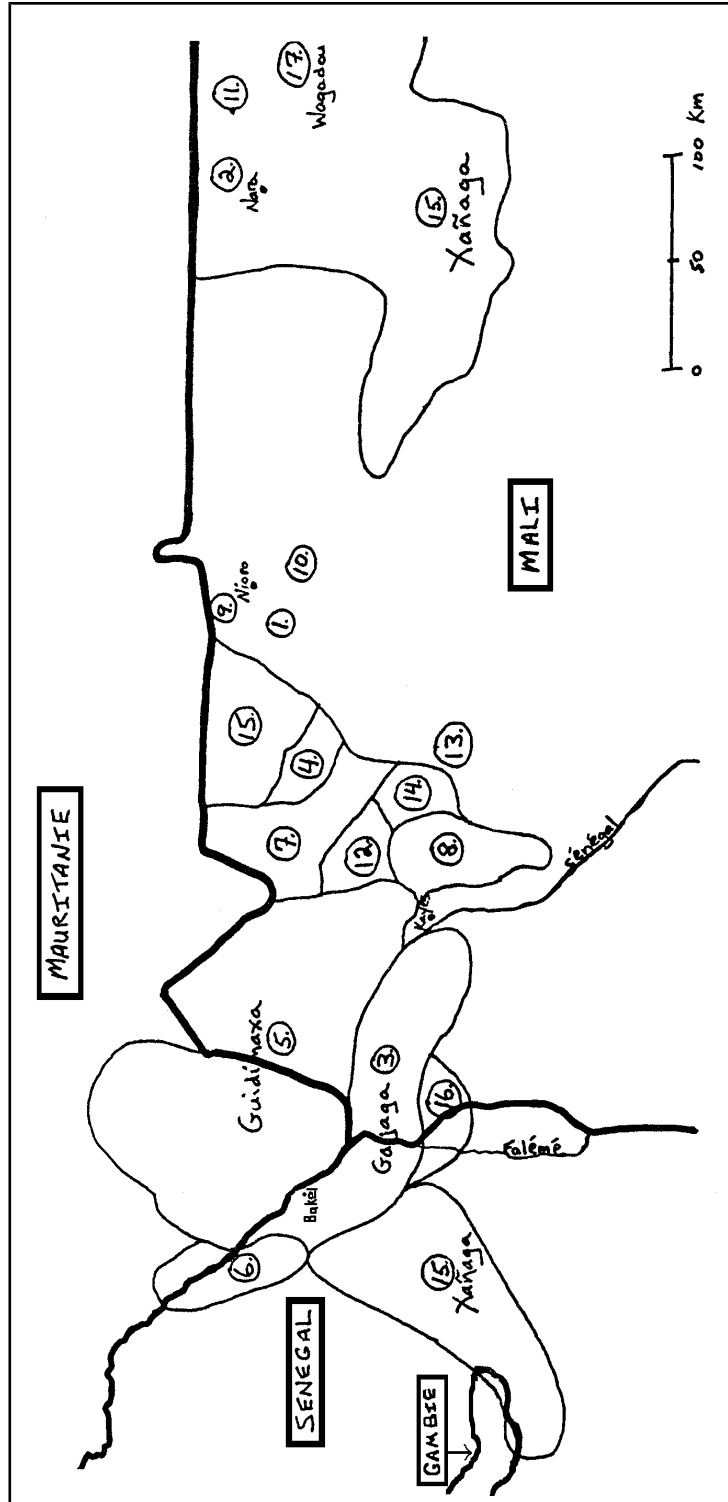 MAURITANIE
SENEGAL
MALI
GAMBIE
Guidimaxa
5.
6.
Bakél
Gajaga
3.
16.
Falémé
15.
Xañaga
Kayes
Sénégal
7.
12.
8.
14.
4.
15.
13.
9.
Nioro
1.
10.
2.
Nara
11.
17.
Wagadou
15.
Xañaga
0 50 100 Km